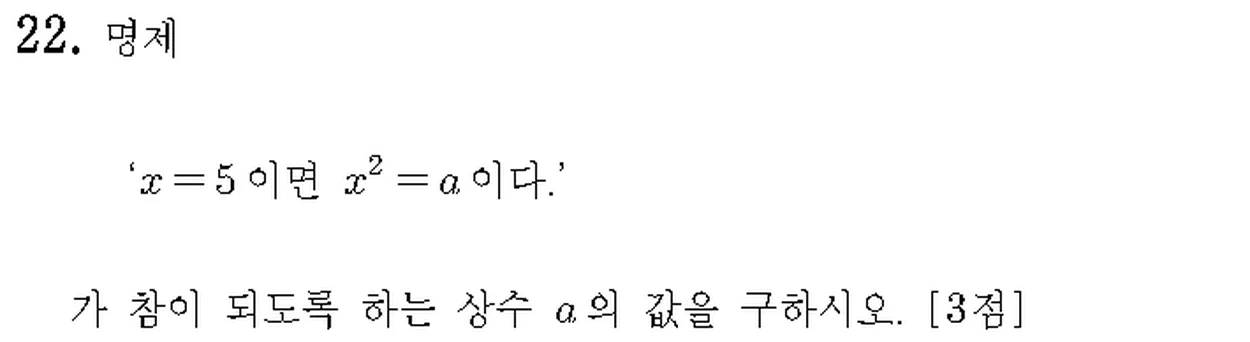 22. 명제
‘x=5이면 x²=a이다.’
가 참이 되도록 하는 상수 a의 값을 구하시오. [3점]